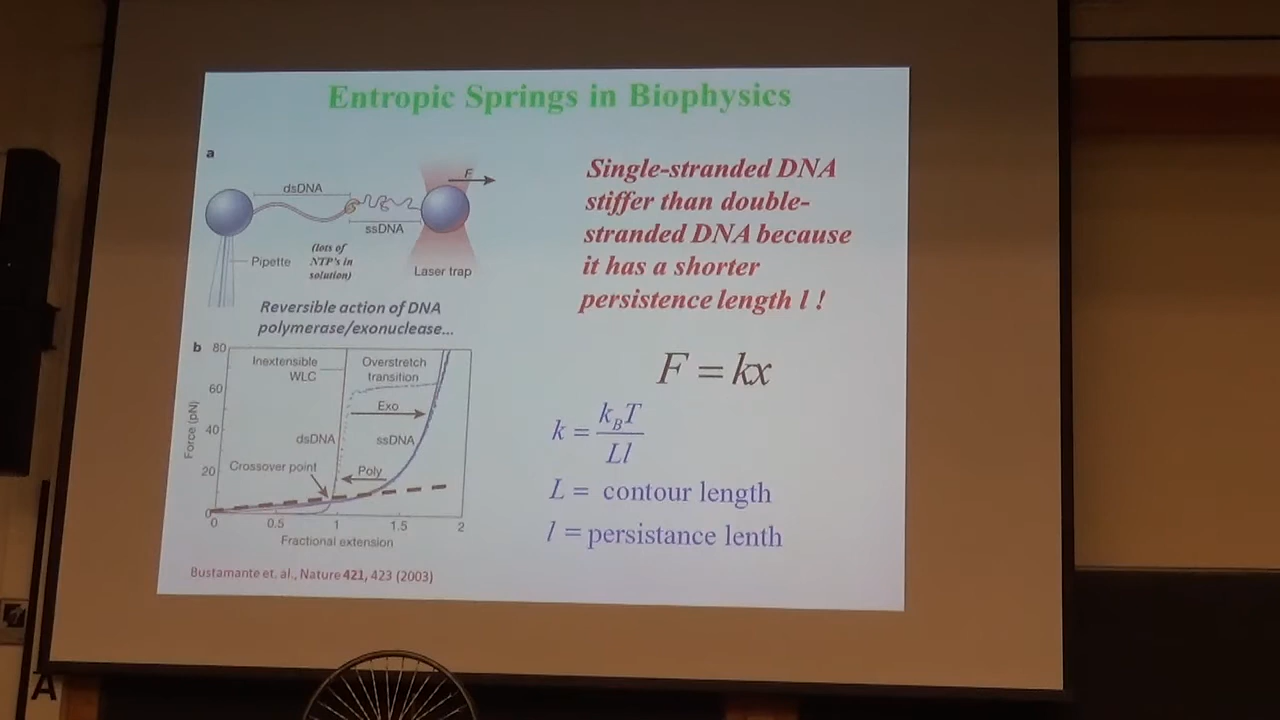 Entropic Springs in Biophysics
a
F
dsDNA
ssDNA
Pipette
(lots of
NTP's in
solution)
Laser trap
Reversible action of DNA
polymerase/exonuclease...
Single-stranded DNA
stiffer than double-
stranded DNA because
it has a shorter
persistence length l !
F = kx
k = k_BT / Ll
L = contour length
l = persistance lenth
b
80
60
40
20
0
Force (pN)
Inextensible
WLC
Overstretch
transition
Exo
dsDNA
ssDNA
Crossover point
Poly
0 0.5 1 1.5 2
Fractional extension
Bustamante et. al., Nature 421, 423 (2003)
A